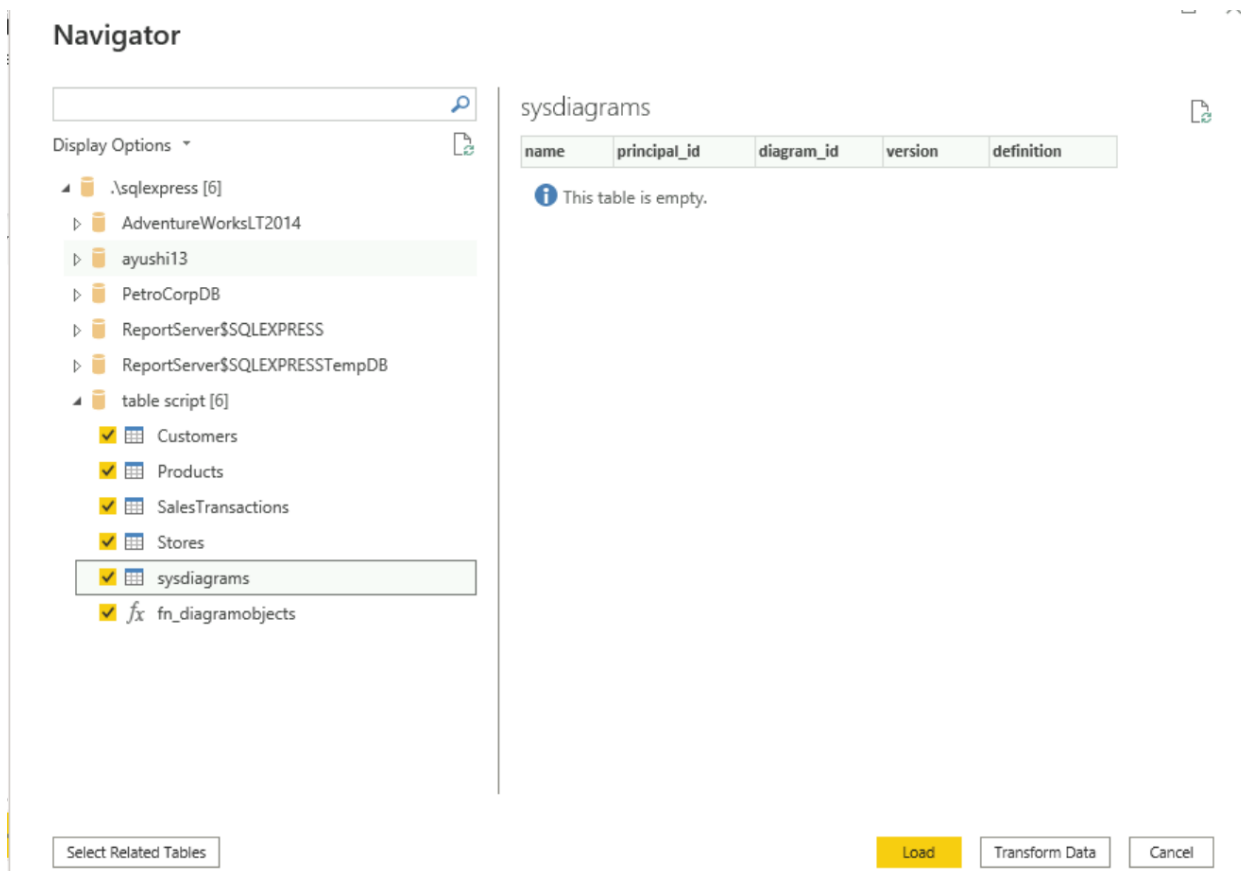 Navigator
Display Options
.\sqlexpress [6]
AdventureWorksLT2014
ayushi13
PetroCorpDB
ReportServer$SQLEXPRESS
ReportServer$SQLEXPRESSTempDB
table script [6]
Customers
Products
SalesTransactions
Stores
sysdiagrams
fx fn_diagramobjects
sysdiagrams
name principal_id diagram_id version definition
This table is empty.
Select Related Tables
Load Transform Data Cancel